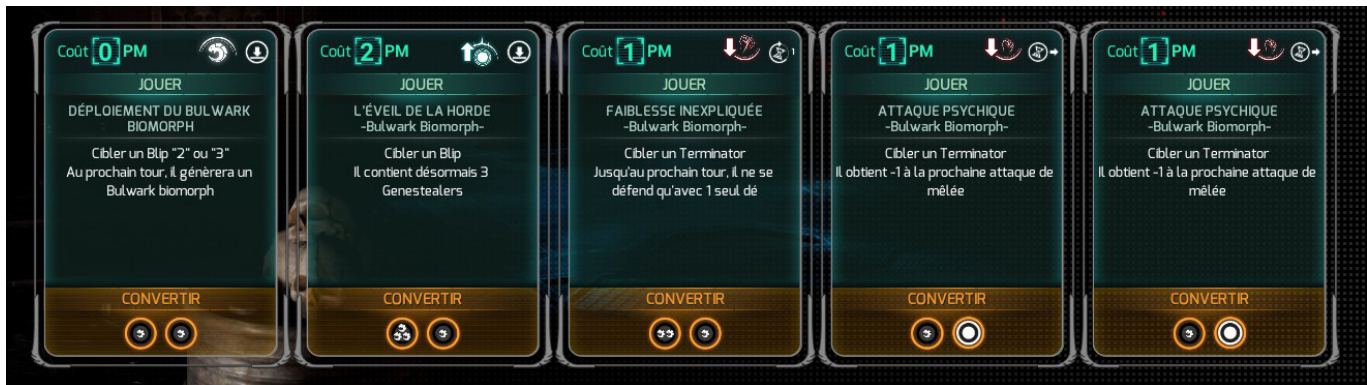 Coût 0 PM
JOUER
DÉPLOIEMENT DU BULWARK
BIOMORPH
Cibler un Blip "2" ou "3"
Au prochain tour, il génèrera un
Bulwark biomorph
CONVERTIR
Coût 2 PM
JOUER
L'ÉVEIL DE LA HORDE
-Bulwark Biomorph-
Cibler un Blip
Il contient désormais 3
Genestealers
CONVERTIR
Coût 1 PM
1
JOUER
FAIBLESSE INEXPLIQUÉE
-Bulwark Biomorph-
Cibler un Terminator
Jusqu'au prochain tour, il ne se
défend qu'avec 1 seul dé
CONVERTIR
Coût 1 PM
JOUER
ATTAQUE PSYCHIQUE
-Bulwark Biomorph-
Cibler un Terminator
Il obtient -1 à la prochaine attaque de
mêlée
CONVERTIR
Coût 1 PM
JOUER
ATTAQUE PSYCHIQUE
-Bulwark Biomorph-
Cibler un Terminator
Il obtient -1 à la prochaine attaque de
mêlée
CONVERTIR